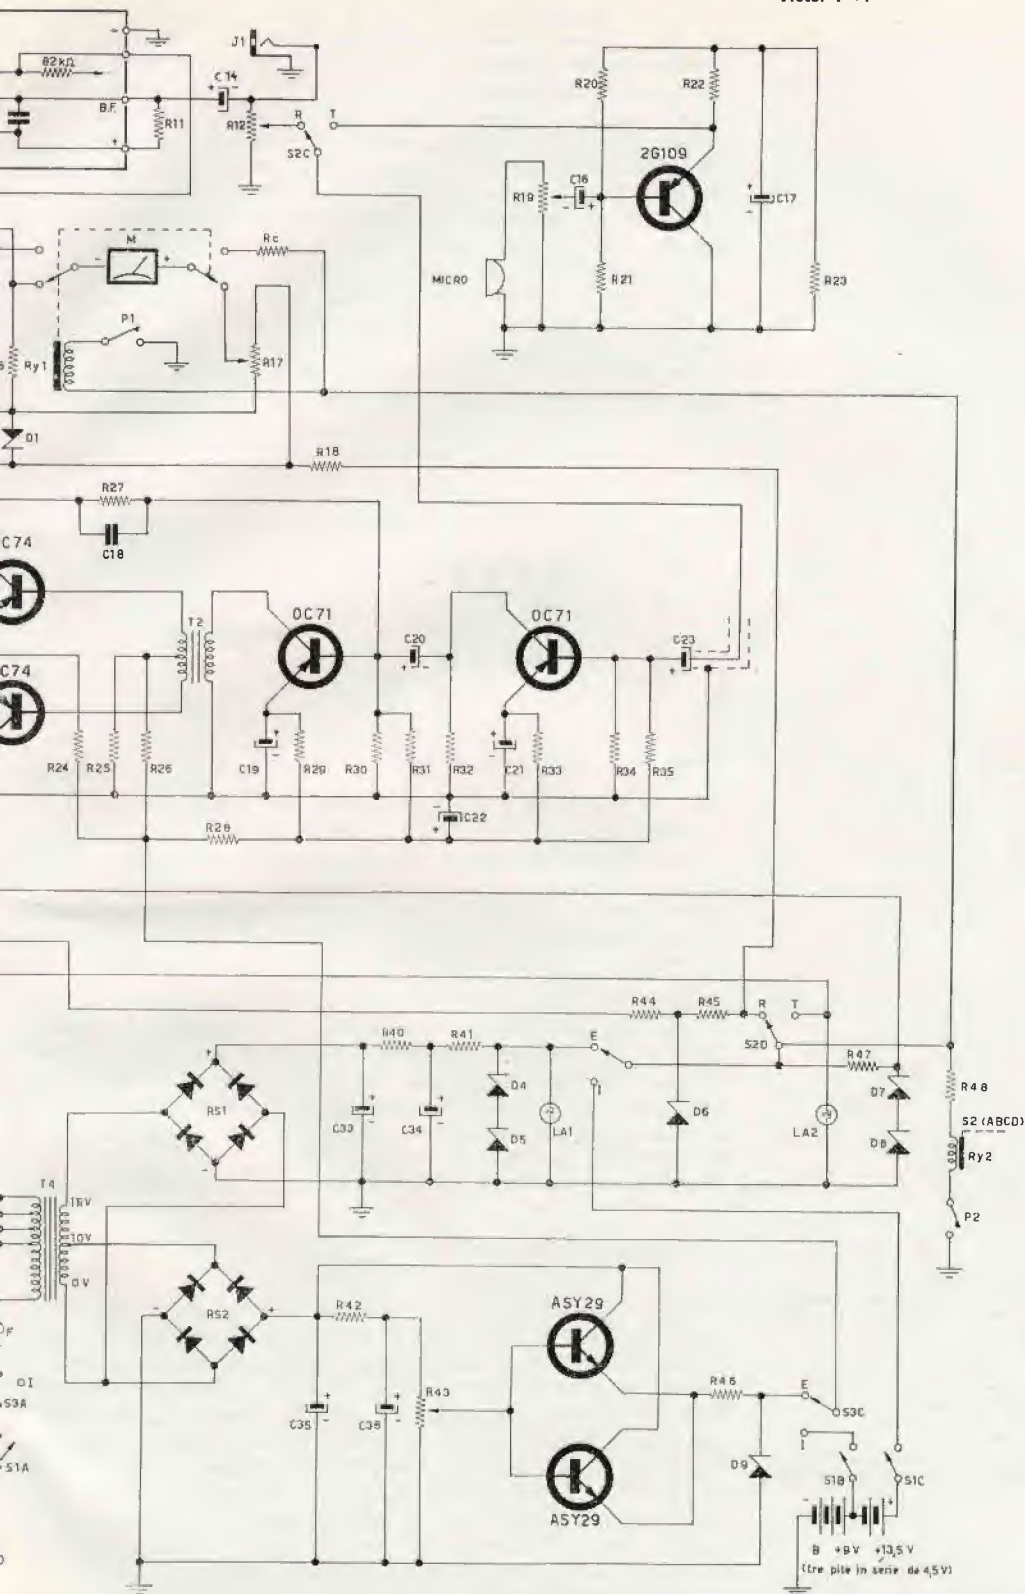 82kΩ
J1
C14
B.F.
R11
R12
R
T
S2C
R20
R22
2G109
R19
C16
C17
MICRO
R21
R23
M
Rc
P1
Ry1
R17
D1
R18
R27
C18
C74
T2
OC71
C20
OC71
C23
C74
R24
R25
R26
C19
R29
R30
R31
R32
C21
R33
R34
R35
R28
C22
R44
R45
R
T
R40
R41
E
S2D
R47
RS1
C33
C34
D4
D5
LA1
I
D6
LA2
D7
D8
R48
S2 (ABCD)
Ry2
P2
T4
10V
0V
RS2
R42
ASY29
R43
C35
C36
R46
E
S3C
I
D9
S1B
S1C
F
I
S3A
S1A
ASY29
B +9V +13,5V
(tre pile in serie da 4,5V)